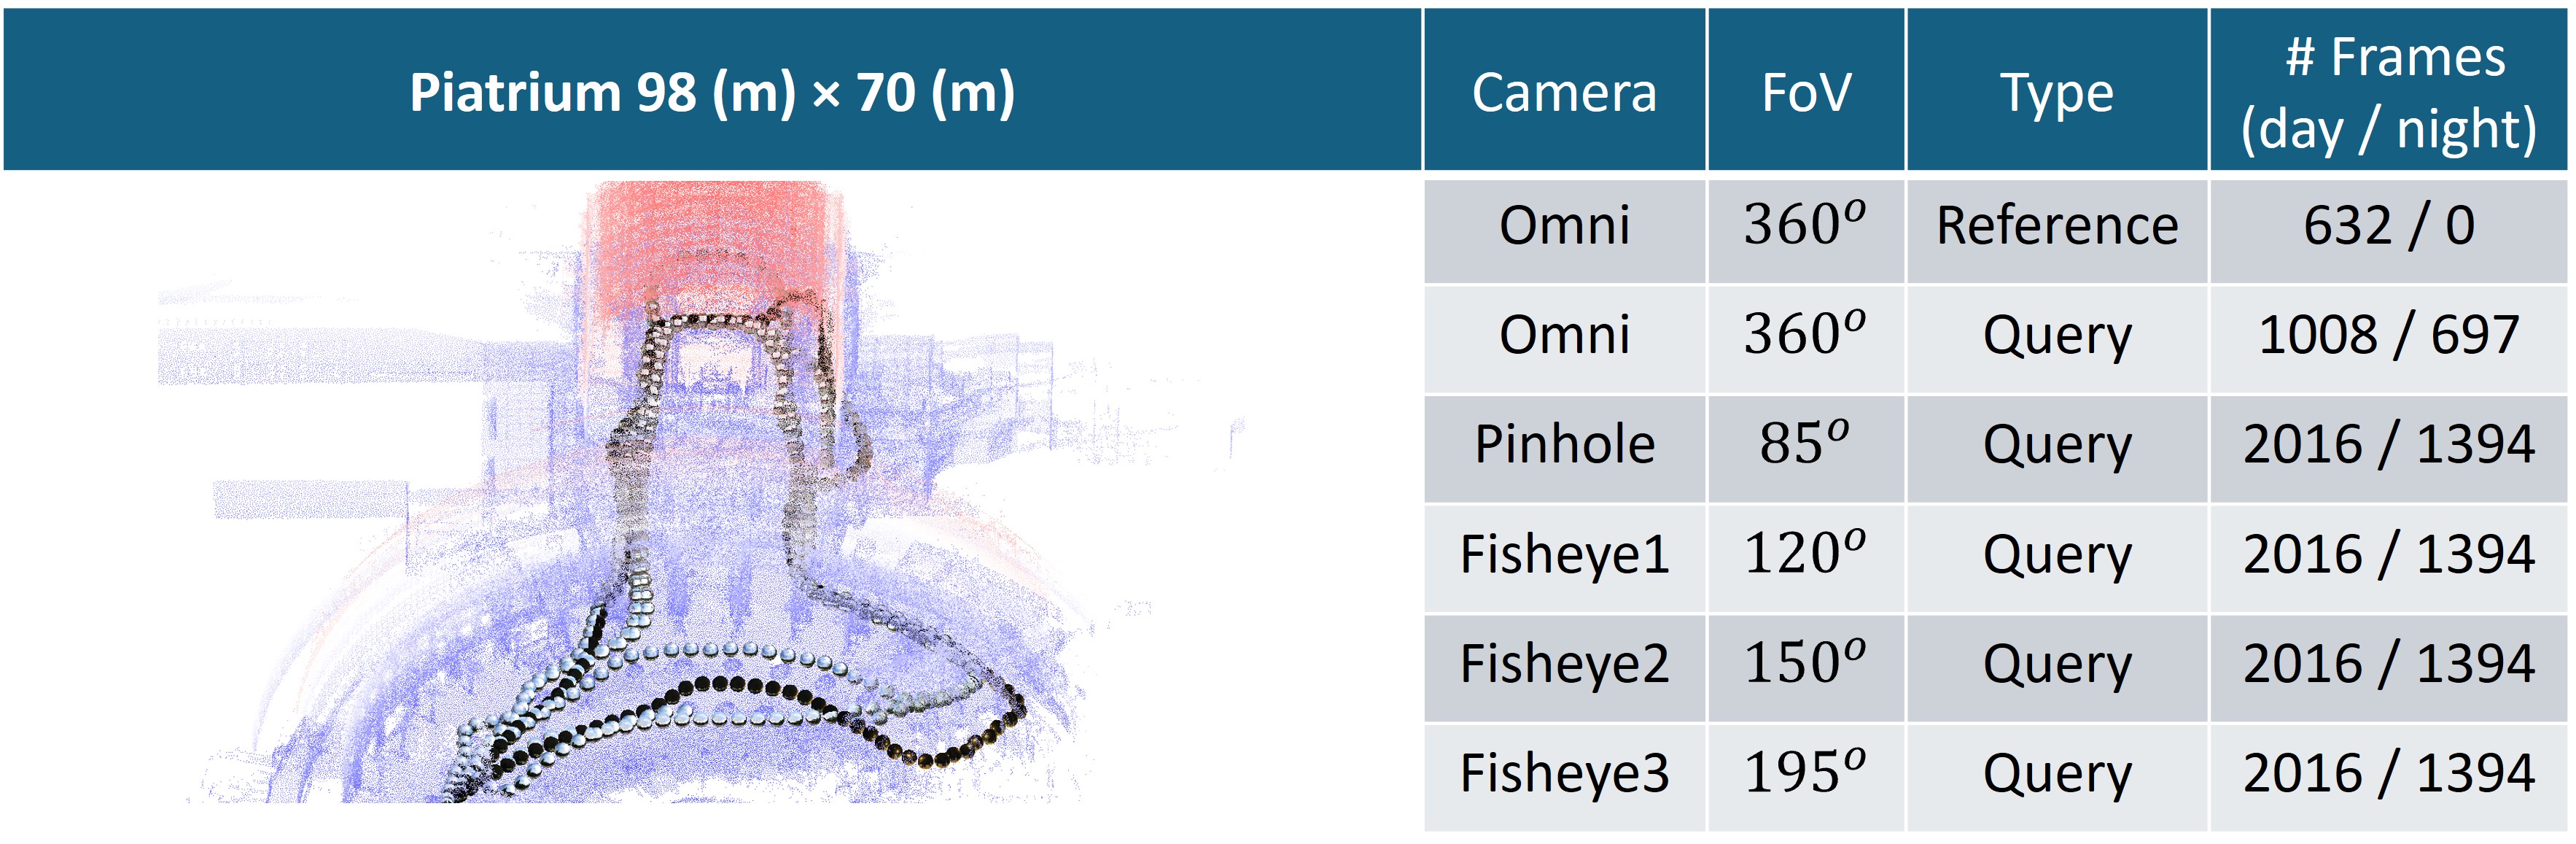 Piatrium 98 (m) × 70 (m)
Camera
FoV
Type
# Frames
(day / night)
Omni
360°
Reference
632 / 0
Omni
360°
Query
1008 / 697
Pinhole
85°
Query
2016 / 1394
Fisheye1
120°
Query
2016 / 1394
Fisheye2
150°
Query
2016 / 1394
Fisheye3
195°
Query
2016 / 1394